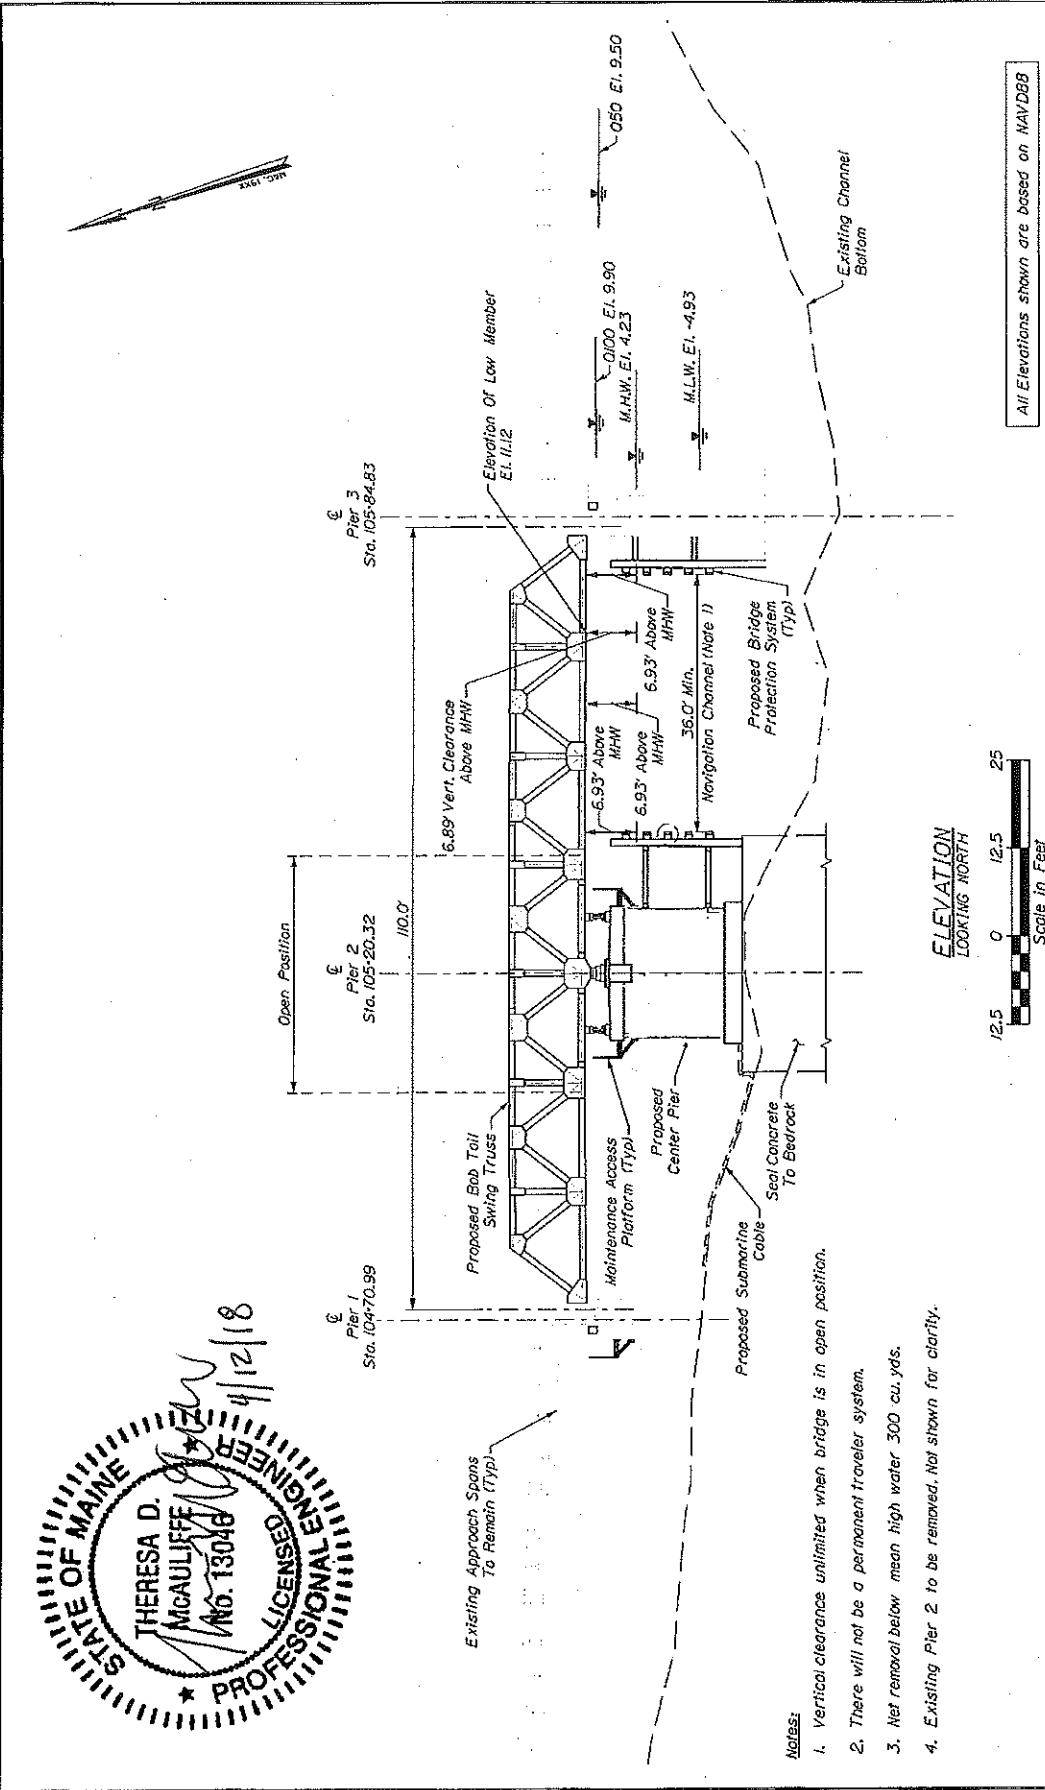 STATE OF MAINE
THERESA D.
McAULIFFE
No. 13046
LICENSED
PROFESSIONAL ENGINEER
4/12/18
℄
Pier 1
Sta. 104+70.99
Open Position
℄
Pier 2
Sta. 105+20.32
110.0'
℄
Pier 3
Sta. 105+84.83
Existing Approach Spans
To Remain (Typ)
Proposed Bob Tail
Swing Truss
6.89' Vert. Clearance
Above MHW
Elevation Of Low Member
El. 11.12
Q100 El. 9.90
M.H.W. El. 4.23
M.L.W. El. -4.93
Q50 El. 9.50
Maintenance Access
Platform (Typ)
Proposed
Center Pier
6.93' Above
MHW
6.93' Above
MHW
6.93' Above
MHW
36.0' Min.
Navigation Channel (Note 1)
Proposed Bridge
Protection System
(Typ)
Existing Channel
Bottom
Proposed Submarine
Cable
Seal Concrete
To Bedrock
Notes:
1. Vertical clearance unlimited when bridge is in open position.
2. There will not be a permanent traveler system.
3. Net removal below mean high water 300 cu. yds.
4. Existing Pier 2 to be removed. Not shown for clarity.
ELEVATION
LOOKING NORTH
12.5 0 12.5 25
Scale in Feet
All Elevations shown are based on NAVD88